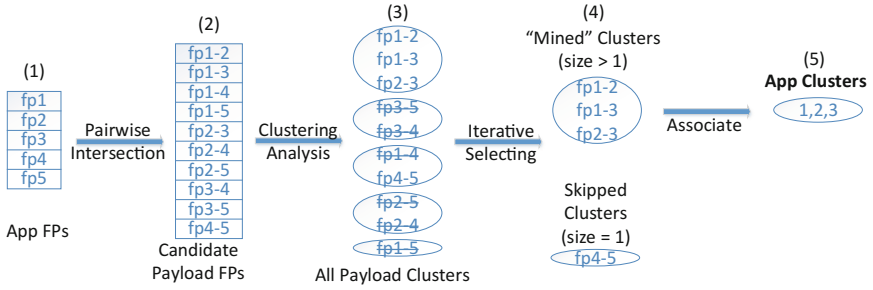 (1)
fp1
fp2
fp3
fp4
fp5
App FPs
Pairwise
Intersection
(2)
fp1-2
fp1-3
fp1-4
fp1-5
fp2-3
fp2-4
fp2-5
fp3-4
fp3-5
fp4-5
Candidate
Payload FPs
Clustering
Analysis
(3)
fp1-2
fp1-3
fp2-3
fp3-5
fp3-4
fp1-4
fp4-5
fp2-5
fp2-4
fp1-5
All Payload Clusters
Iterative
Selecting
(4)
“Mined” Clusters
(size > 1)
fp1-2
fp1-3
fp2-3
Skipped
Clusters
(size = 1)
fp4-5
Associate
(5)
App Clusters
1,2,3